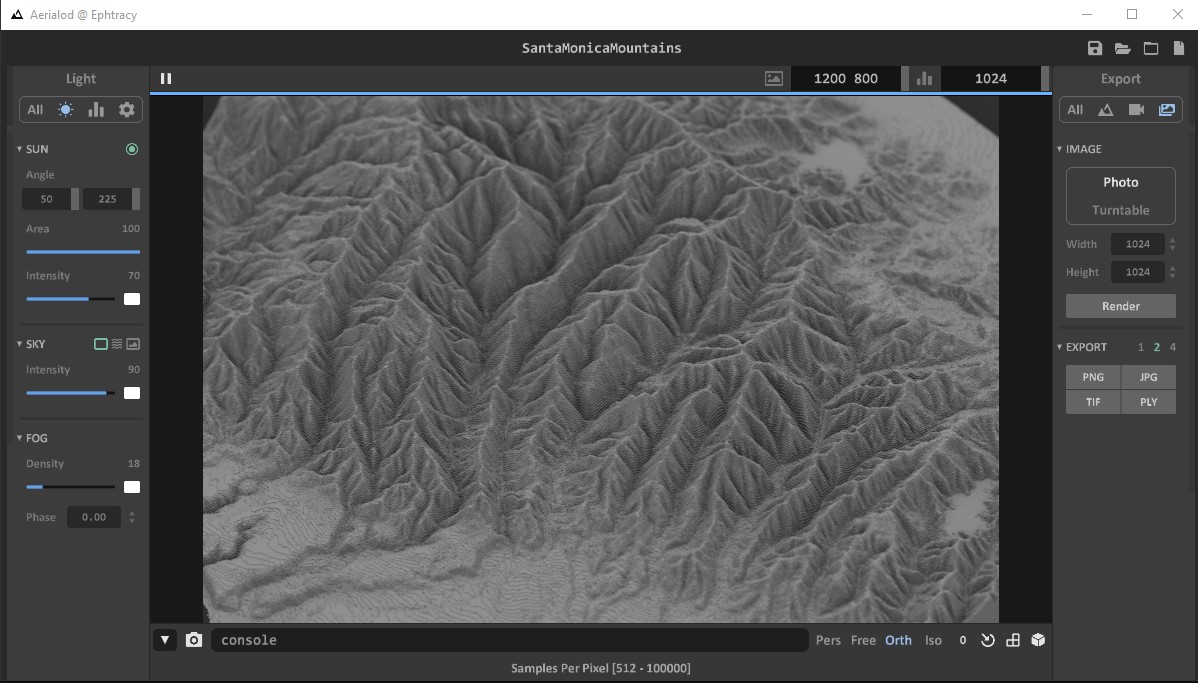 Aerialod @ Ephtracy
SantaMonicaMountains
Light
All
SUN
Angle
50 225
Area 100
Intensity 70
SKY
Intensity 90
FOG
Density 18
Phase 0.00
1200 800
1024
Export
All
IMAGE
Photo
Turntable
Width 1024
Height 1024
Render
EXPORT 1 2 4
PNG JPG
TIF PLY
console
Pers Free Orth Iso 0
Samples Per Pixel [512 - 100000]